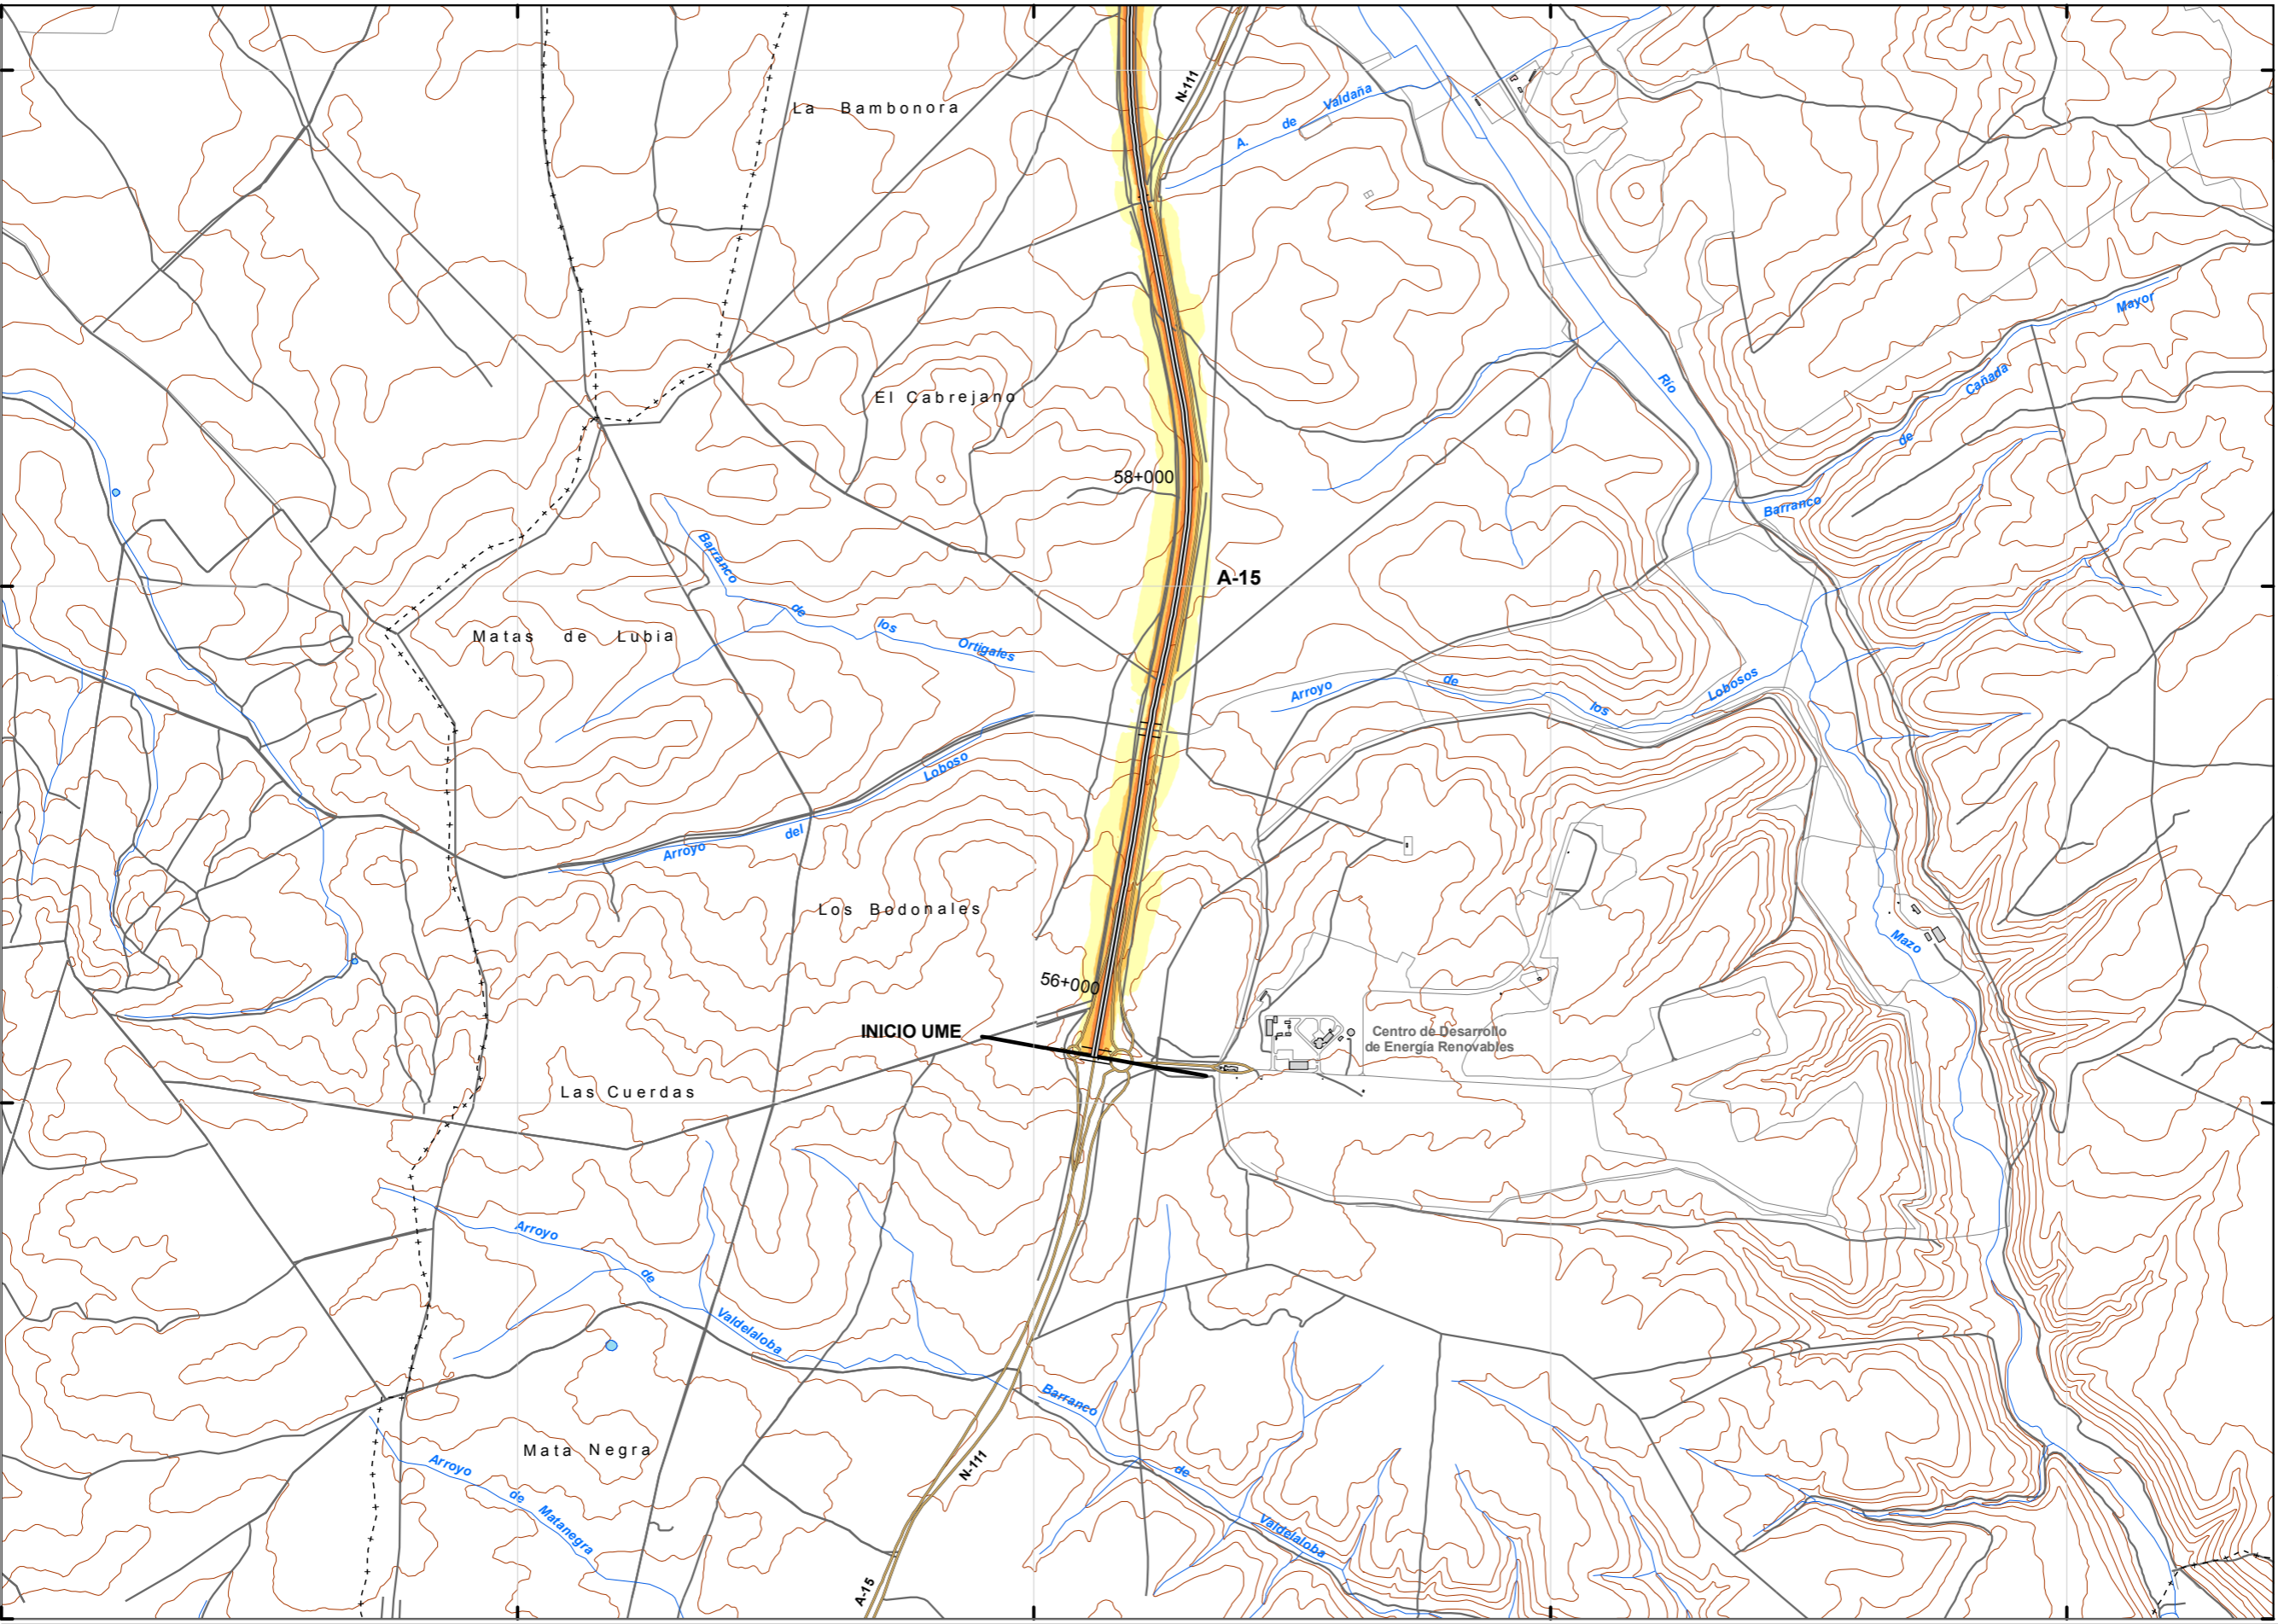 La Bambonora
N-111
A. de Valdaña
Mayor
Cañada
de
Barranco
Río
El Cabrejano
58+000
A-15
Barranco
de
los
Ortigales
Matas de Lubia
Arroyo
de
los
Lobosos
Loboso
del
Arroyo
Los Bodonales
Mazo
56+000
INICIO UME
Centro de Desarrollo
de Energía Renovables
Las Cuerdas
Arroyo
de
Valdelaloba
Barranco
de
Valdelaloba
Mata Negra
Arroyo
de Matanegra
N-111
A-15